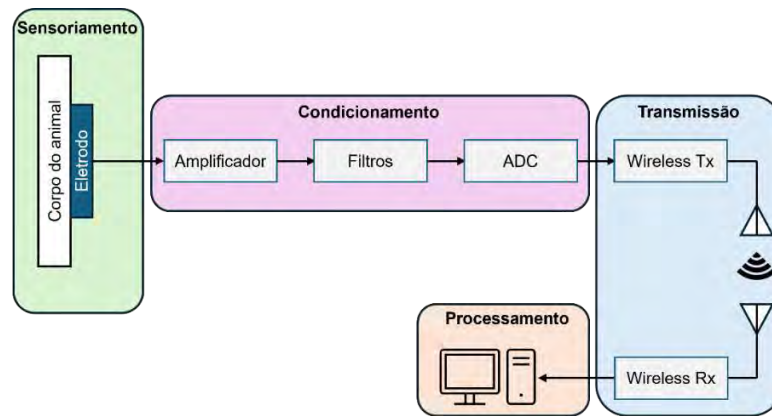 Sensoriamento
Corpo do animal
Eletrodo
Condicionamento
Amplificador
Filtros
ADC
Transmissão
Wireless Tx
Processamento
Wireless Rx